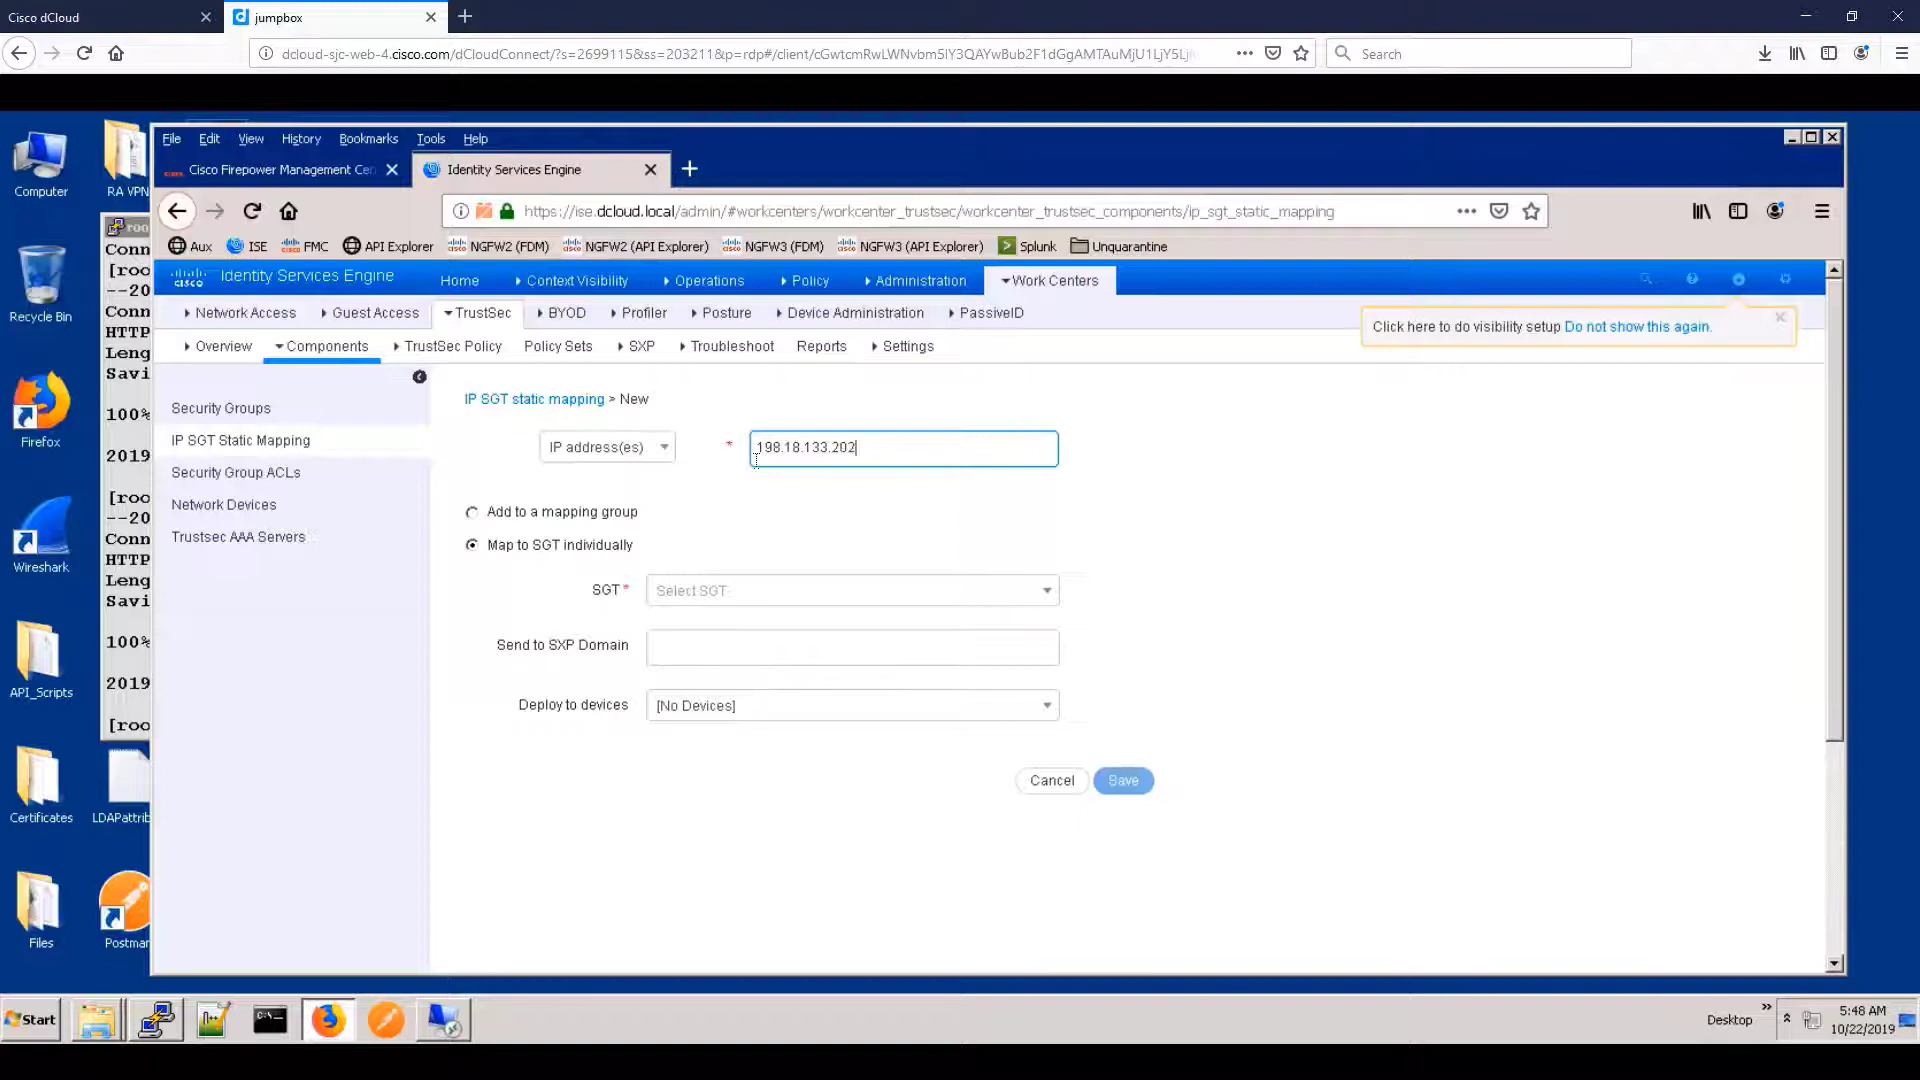 Cisco dCloud
jumpbox
dcloud-sjc-web-4.cisco.com/dCloudConnect/?s=2699115&ss=203211&p=rdp#/client/
Search
File Edit View History Bookmarks Tools Help
Cisco Firepower Management Cen
Identity Services Engine
https://ise.dcloud.local/admin/#workcenters/workcenter_trustsec/workcenter_trustsec_components/ip_sgt_static_mapping
Aux ISE FMC API Explorer NGFW2 (FDM) NGFW2 (API Explorer) NGFW3 (FDM) NGFW3 (API Explorer) Splunk Unquarantine
cisco Identity Services Engine Home Context Visibility Operations Policy Administration Work Centers
Network Access Guest Access TrustSec BYOD Profiler Posture Device Administration PassiveID
Click here to do visibility setup Do not show this again.
Overview Components TrustSec Policy Policy Sets SXP Troubleshoot Reports Settings
Security Groups
IP SGT Static Mapping
Security Group ACLs
Network Devices
Trustsec AAA Servers
IP SGT static mapping > New
IP address(es) * 198.18.133.202
Add to a mapping group
Map to SGT individually
SGT * Select SGT
Send to SXP Domain
Deploy to devices [No Devices]
Cancel Save
Computer
RA VPN
Recycle Bin
Firefox
Wireshark
API_Scripts
Certificates
LDAPattrib
Files
Postman
roo
Conn
[roo
--20
Conn
HTTP
Leng
Savi
100%
2019
[roo
--20
Conn
HTTP
Leng
Savi
100%
2019
[roo
Start
Desktop
5:48 AM
10/22/2019